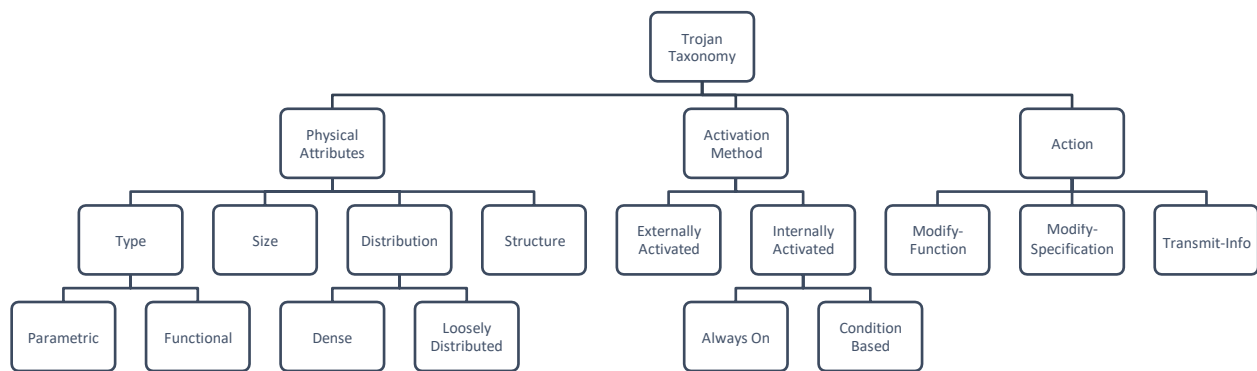 Trojan
Taxonomy
Physical
Attributes
Activation
Method
Action
Type
Size
Distribution
Structure
Externally
Activated
Internally
Activated
Modify-
Function
Modify-
Specification
Transmit-Info
Parametric
Functional
Dense
Loosely
Distributed
Always On
Condition
Based